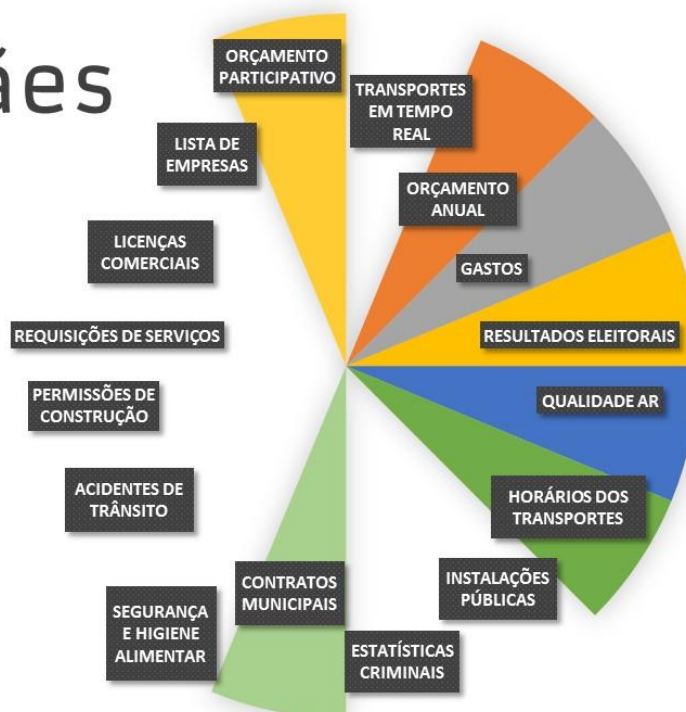 ães
ORÇAMENTO
PARTICIPATIVO
TRANSPORTES
EM TEMPO
REAL
LISTA DE
EMPRESAS
ORÇAMENTO
ANUAL
LICENÇAS
COMERCIAIS
GASTOS
REQUISIÇÕES DE SERVIÇOS
RESULTADOS ELEITORAIS
PERMISSÕES DE
CONSTRUÇÃO
QUALIDADE AR
ACIDENTES DE
TRÂNSITO
HORÁRIOS DOS
TRANSPORTES
CONTRATOS
MUNICIPAIS
INSTALAÇÕES
PÚBLICAS
SEGURANÇA
E HIGIENE
ALIMENTAR
ESTATÍSTICAS
CRIMINAIS